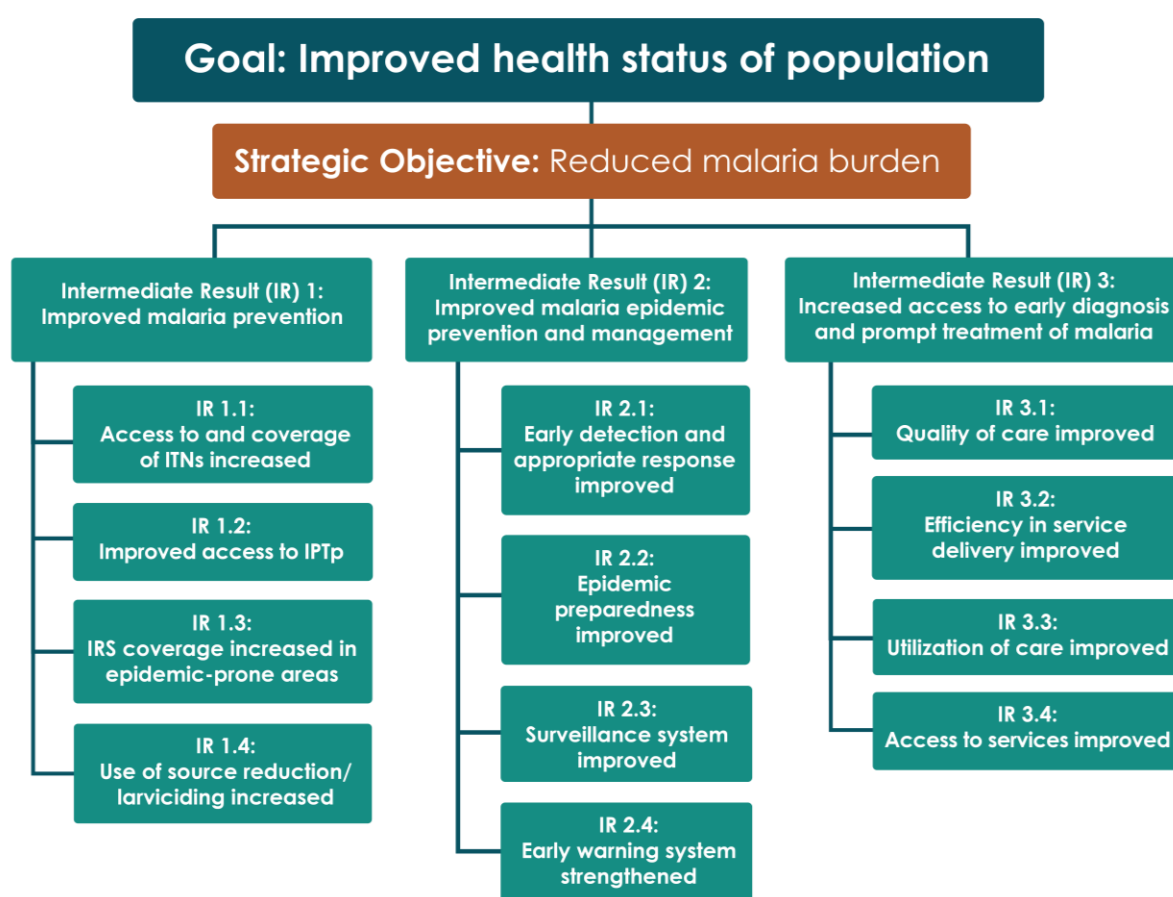 Goal: Improved health status of population
Strategic Objective: Reduced malaria burden
Intermediate Result (IR) 1:
Improved malaria prevention
IR 1.1:
Access to and coverage
of ITNs increased
IR 1.2:
Improved access to IPTp
IR 1.3:
IRS coverage increased in
epidemic-prone areas
IR 1.4:
Use of source reduction/
larviciding increased
Intermediate Result (IR) 2:
Improved malaria epidemic
prevention and management
IR 2.1:
Early detection and
appropriate response
improved
IR 2.2:
Epidemic
preparedness
improved
IR 2.3:
Surveillance system
improved
IR 2.4:
Early warning system
strengthened
Intermediate Result (IR) 3:
Increased access to early diagnosis
and prompt treatment of malaria
IR 3.1:
Quality of care improved
IR 3.2:
Efficiency in service
delivery improved
IR 3.3:
Utilization of care improved
IR 3.4:
Access to services improved